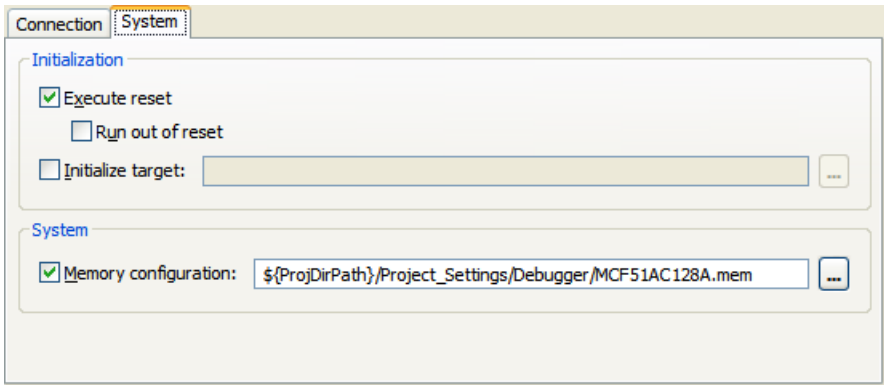 Connection System
Initialization
Execute reset
Run out of reset
Initialize target: ...
System
Memory configuration: ${ProjDirPath}/Project_Settings/Debugger/MCF51AC128A.mem ...